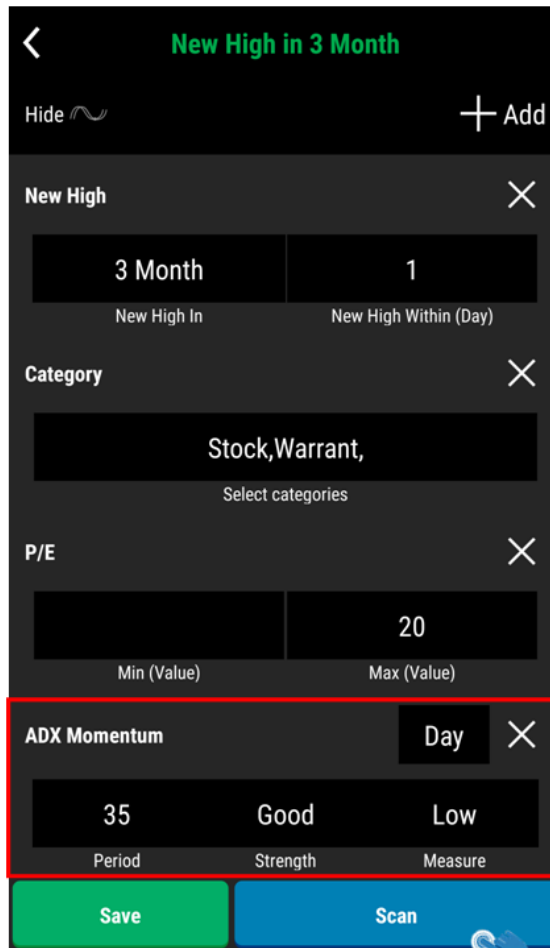 New High in 3 Month
Hide + Add
New High
3 Month 1
New High In New High Within (Day)
Category
Stock,Warrant,
Select categories
P/E
20
Min (Value) Max (Value)
ADX Momentum Day
35 Good Low
Period Strength Measure
Save Scan